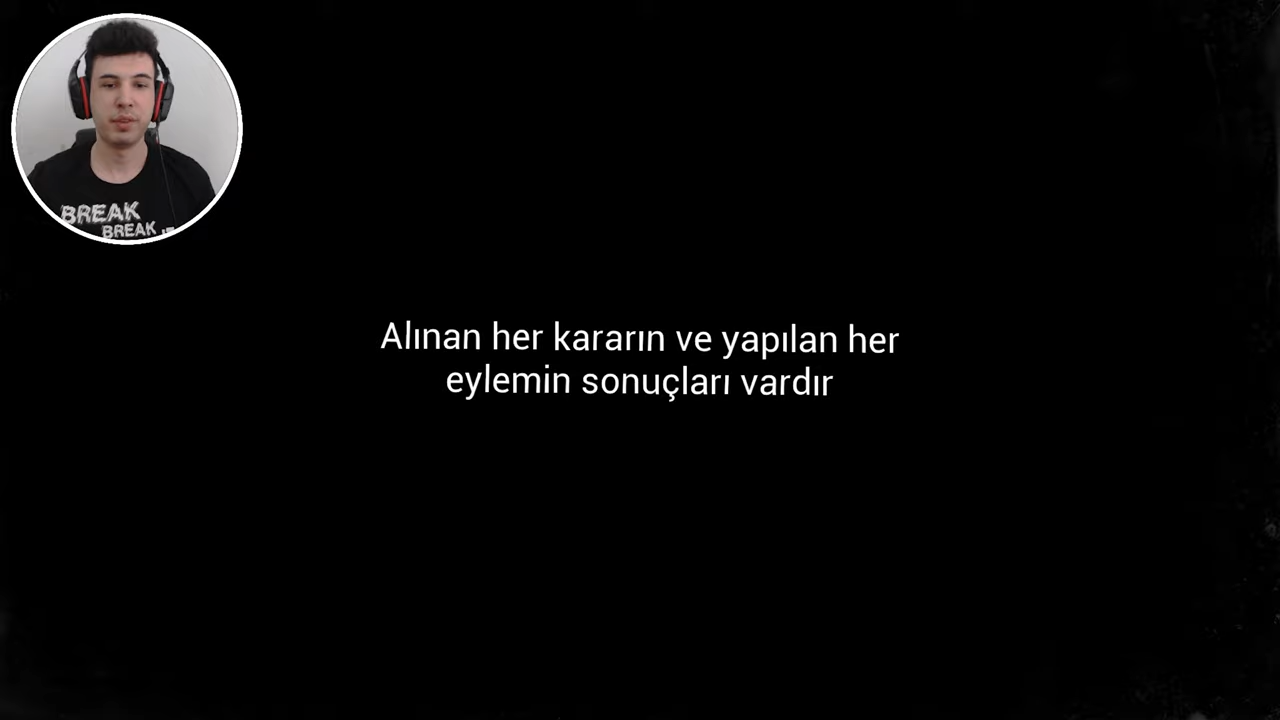 BREAK
BREAK
Alınan her kararın ve yapılan her
eylemin sonuçları vardır